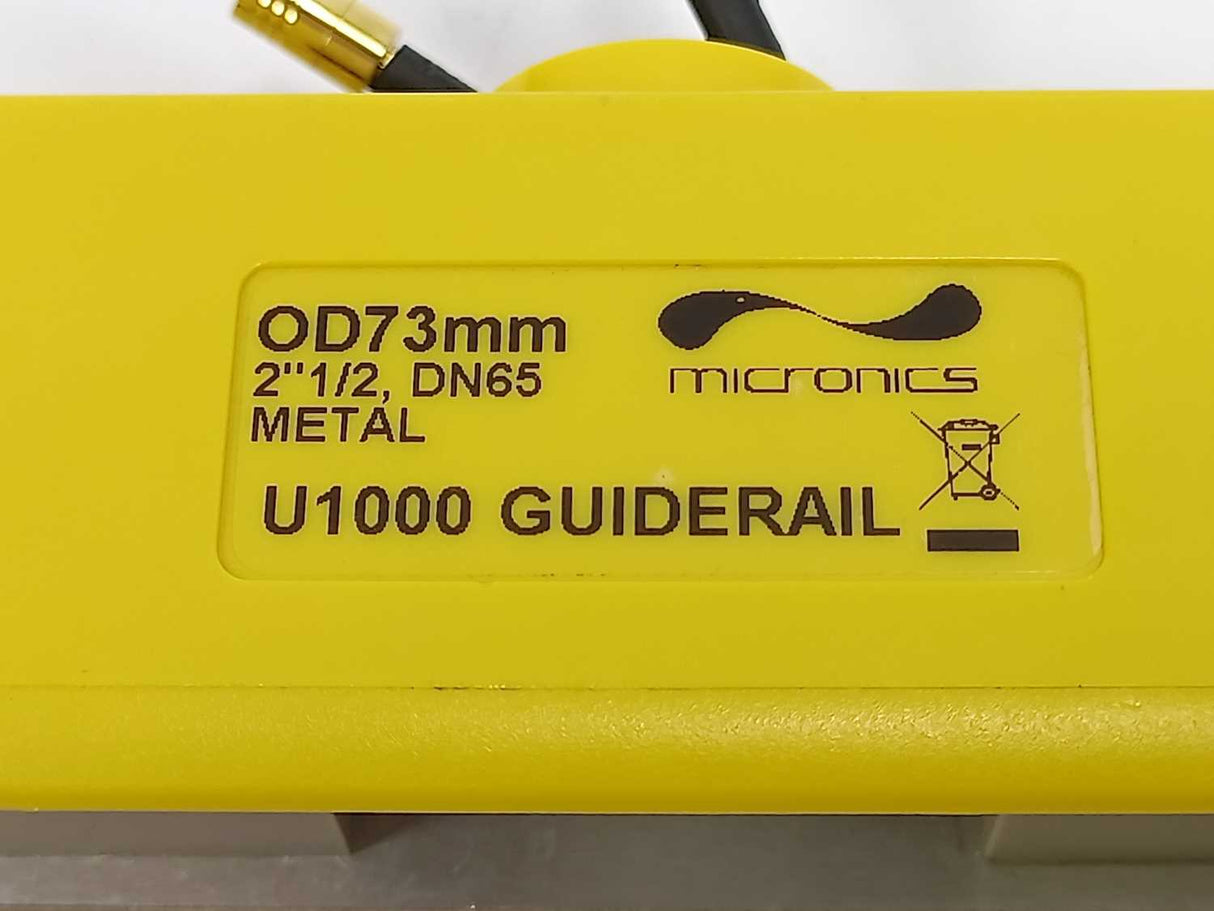 OD73mm
2"1/2, DN65
METAL
micronics
U1000 GUIDERAIL